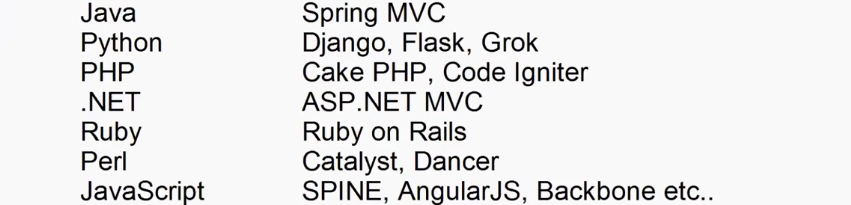 Java Spring MVC
Python Django, Flask, Grok
PHP Cake PHP, Code Igniter
.NET ASP.NET MVC
Ruby Ruby on Rails
Perl Catalyst, Dancer
JavaScript SPINE, AngularJS, Backbone etc..